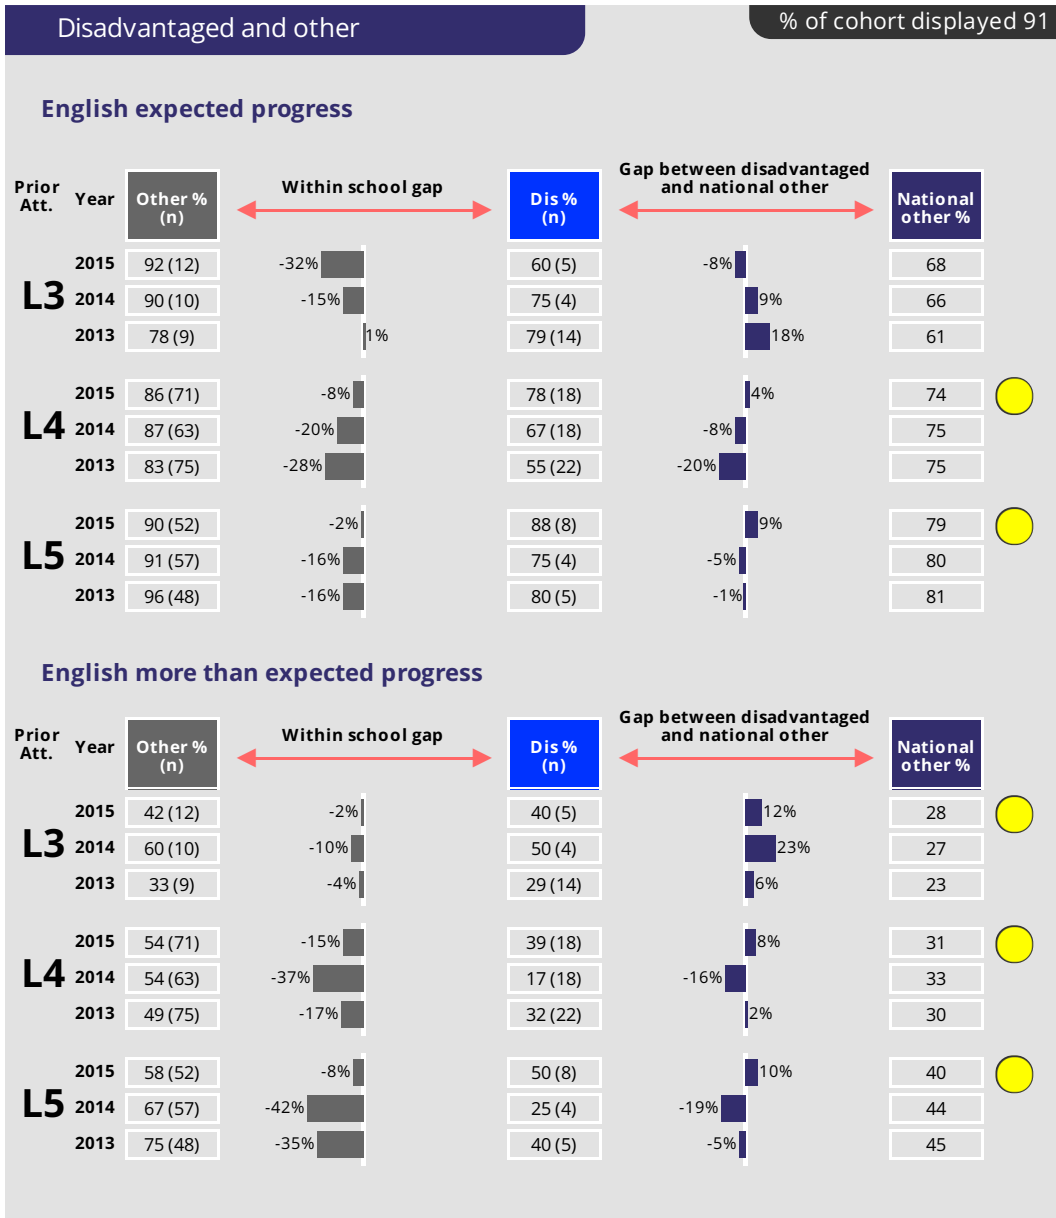 Disadvantaged and other
% of cohort displayed 91
English expected progress
Prior Att.
Year
Other % (n)
Within school gap
Dis % (n)
Gap between disadvantaged and national other
National other %
L3
2015 92 (12) -32% 60 (5) -8% 68
2014 90 (10) -15% 75 (4) 9% 66
2013 78 (9) 1% 79 (14) 18% 61
L4
2015 86 (71) -8% 78 (18) 4% 74
2014 87 (63) -20% 67 (18) -8% 75
2013 83 (75) -28% 55 (22) -20% 75
L5
2015 90 (52) -2% 88 (8) 9% 79
2014 91 (57) -16% 75 (4) -5% 80
2013 96 (48) -16% 80 (5) -1% 81
English more than expected progress
Prior Att.
Year
Other % (n)
Within school gap
Dis % (n)
Gap between disadvantaged and national other
National other %
L3
2015 42 (12) -2% 40 (5) 12% 28
2014 60 (10) -10% 50 (4) 23% 27
2013 33 (9) -4% 29 (14) 6% 23
L4
2015 54 (71) -15% 39 (18) 8% 31
2014 54 (63) -37% 17 (18) -16% 33
2013 49 (75) -17% 32 (22) 2% 30
L5
2015 58 (52) -8% 50 (8) 10% 40
2014 67 (57) -42% 25 (4) -19% 44
2013 75 (48) -35% 40 (5) -5% 45